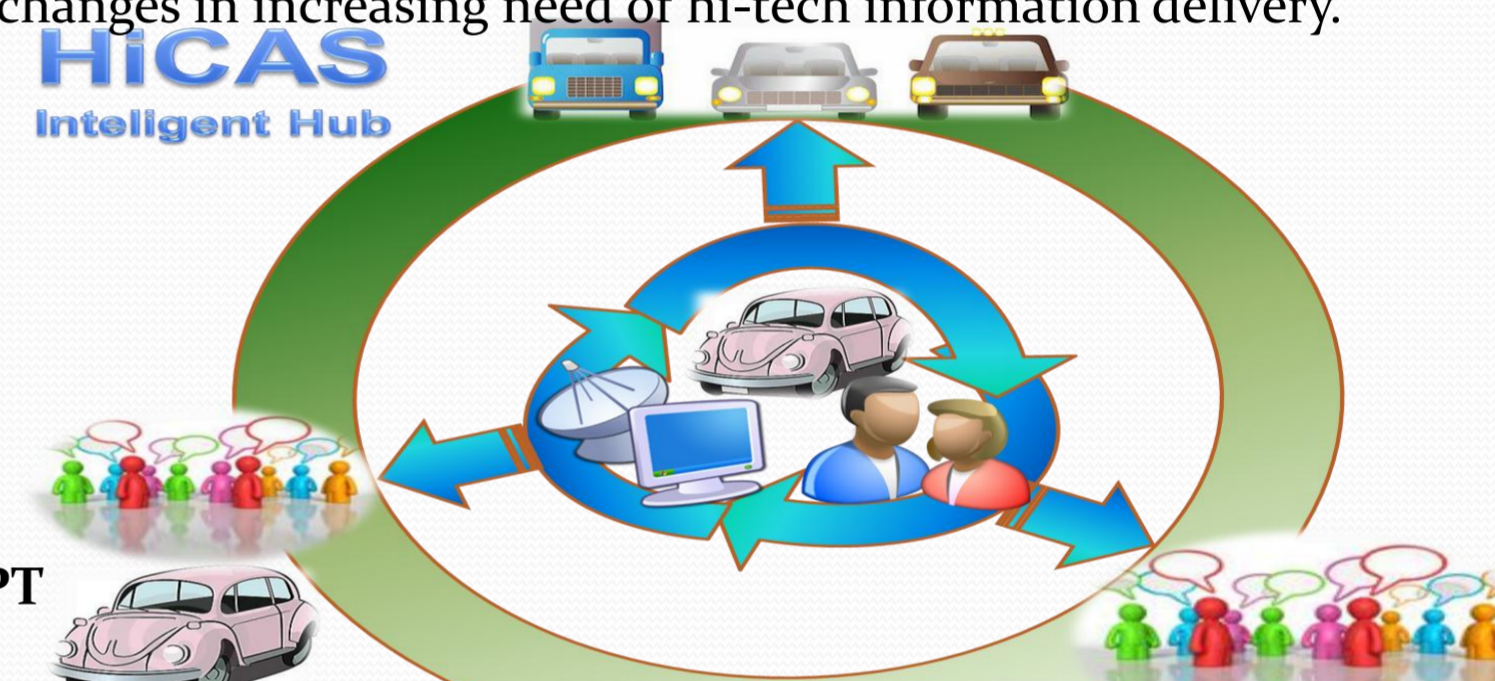 changes in increasing need of hi-tech information delivery.
HiCAS
Inteligent Hub
PT